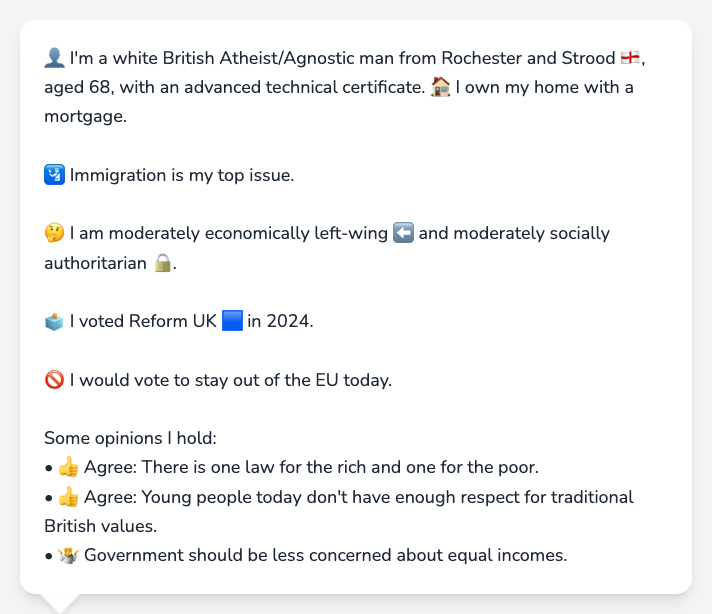 👤 I'm a white British Atheist/Agnostic man from Rochester and Strood 🏴󠁧󠁢󠁥󠁮󠁧󠁿,
aged 68, with an advanced technical certificate. 🏠 I own my home with a
mortgage.
🛂 Immigration is my top issue.
🤔 I am moderately economically left-wing ⬅️ and moderately socially
authoritarian 🔒.
🗳️ I voted Reform UK 🟦 in 2024.
🚫 I would vote to stay out of the EU today.
Some opinions I hold:
• 👍 Agree: There is one law for the rich and one for the poor.
• 👍 Agree: Young people today don't have enough respect for traditional
British values.
• 🤷 Government should be less concerned about equal incomes.